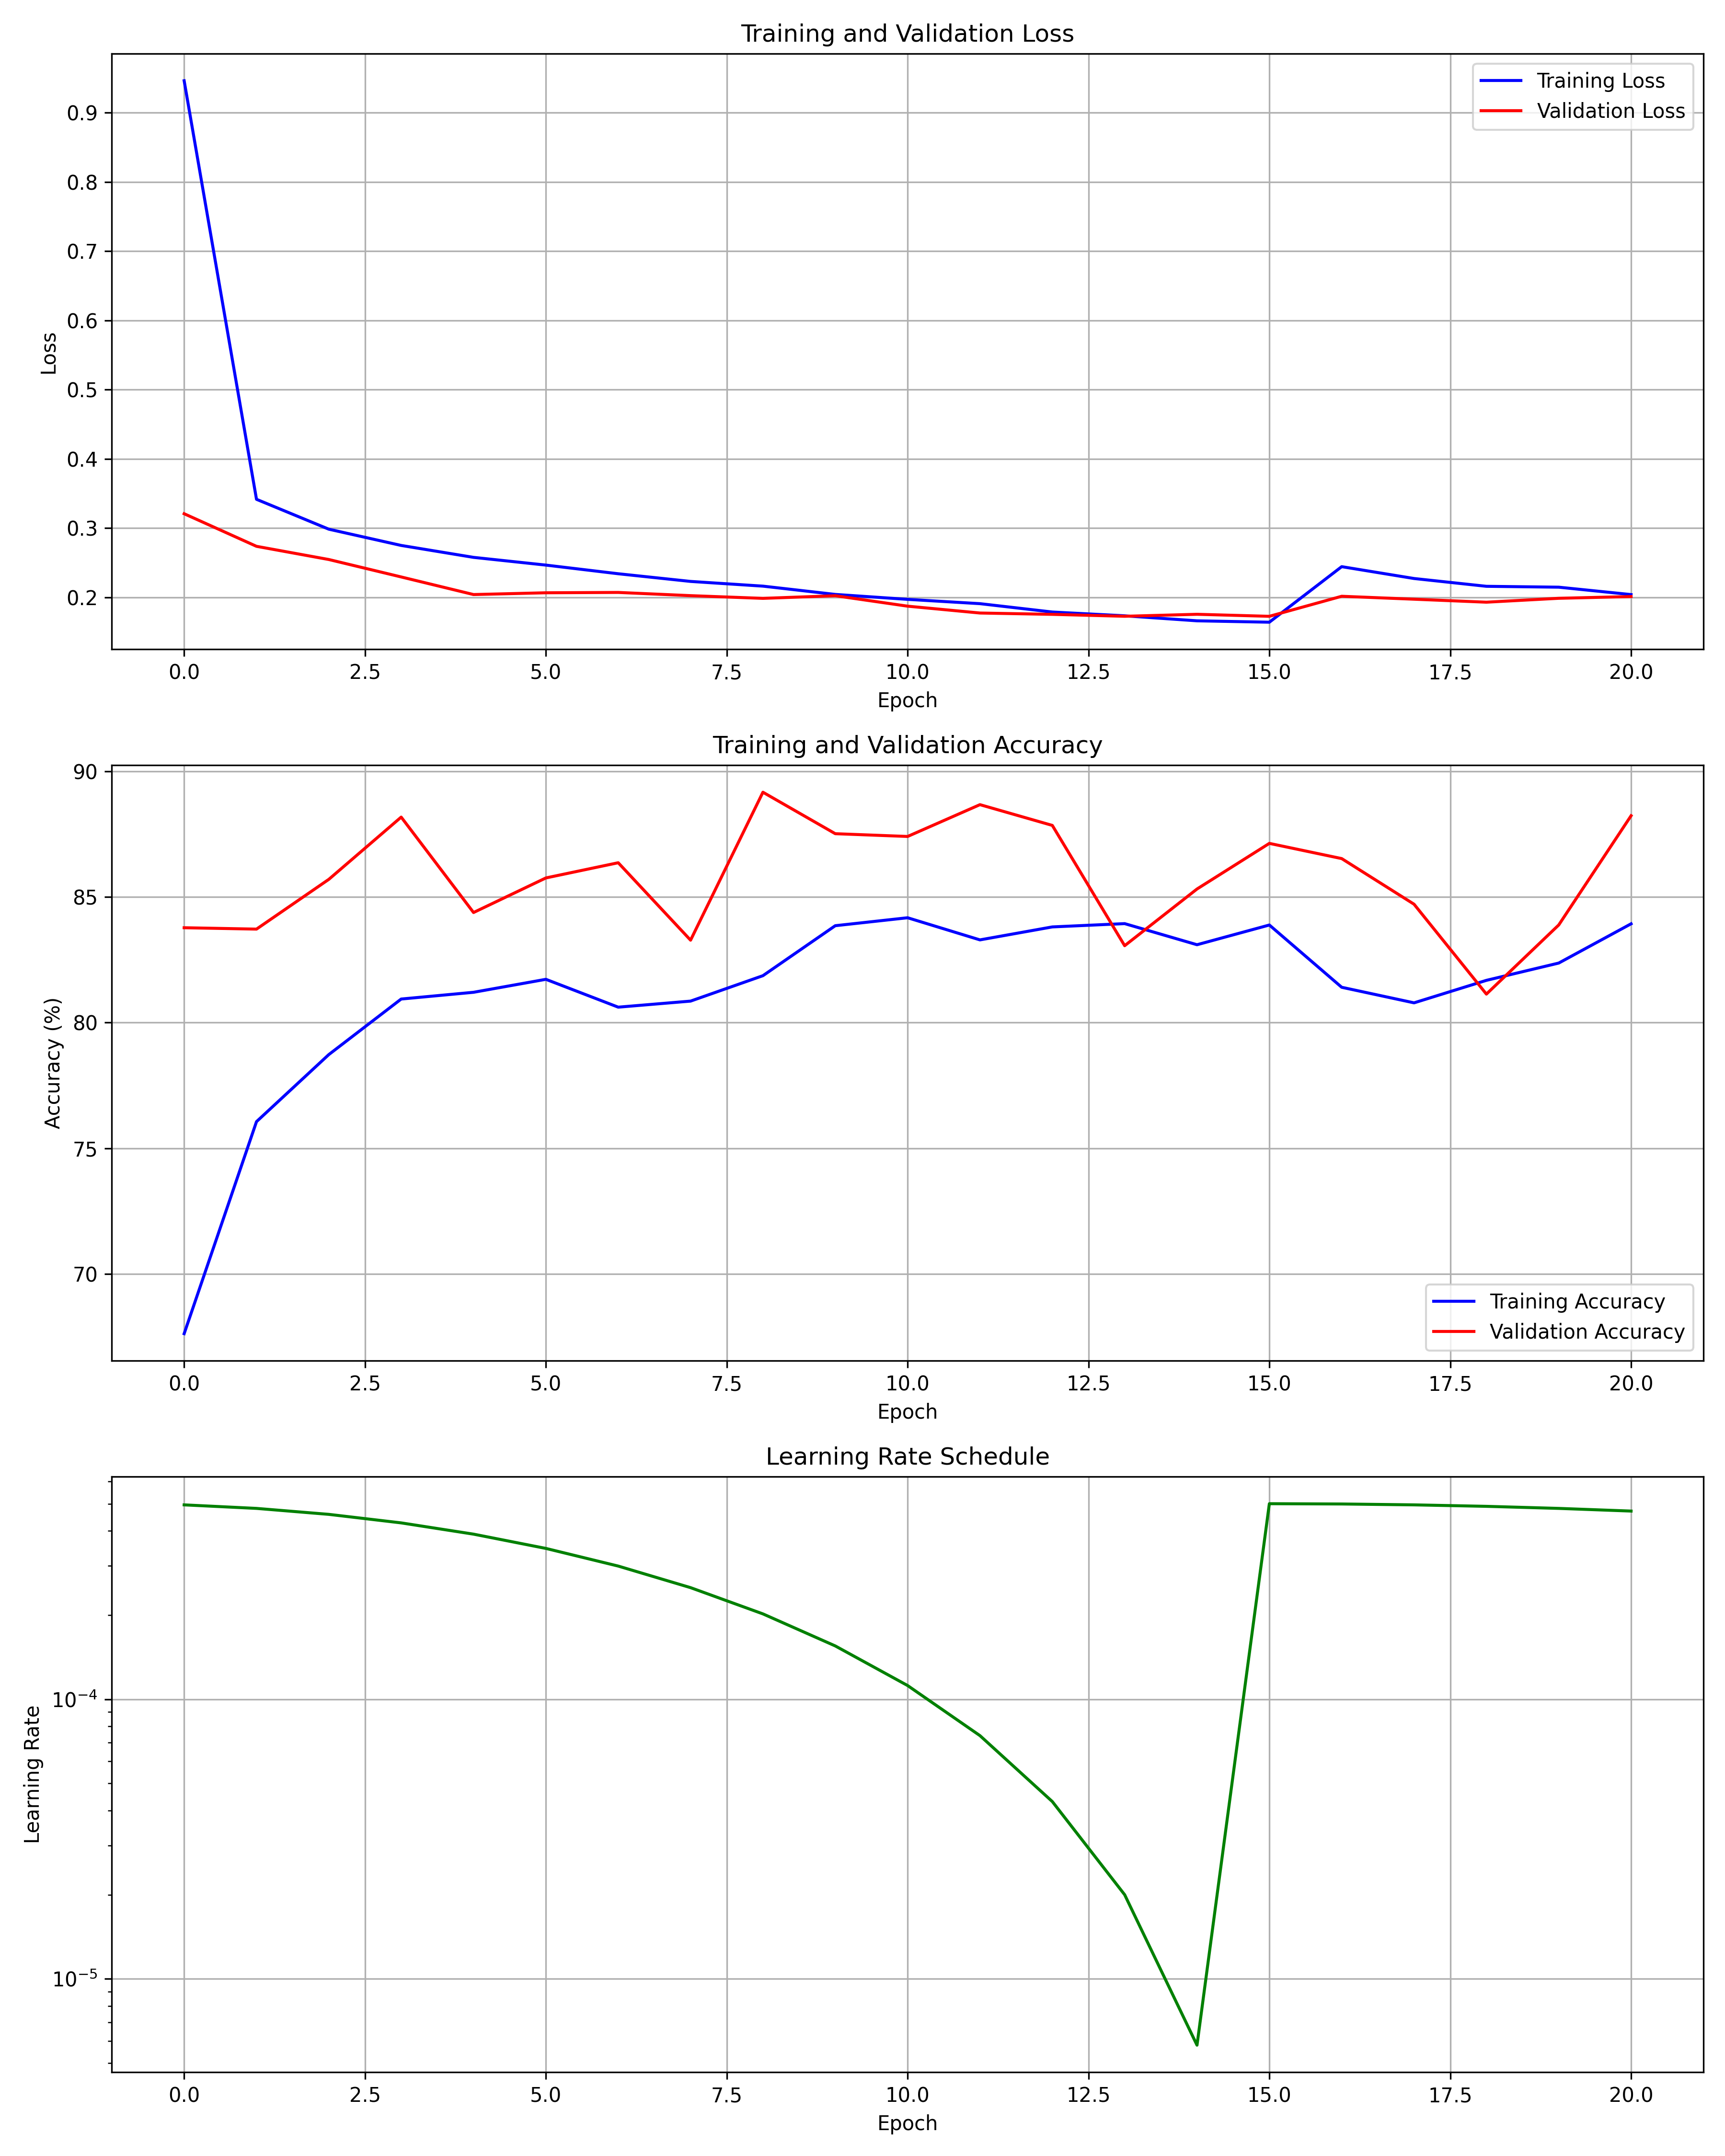 Training and Validation Loss
Training Loss
Validation Loss
0.9
0.8
0.7
0.6
0.5
0.4
0.3
0.2
Loss
0.0 2.5 5.0 7.5 10.0 12.5 15.0 17.5 20.0
Epoch
Training and Validation Accuracy
90
85
80
75
70
Accuracy (%)
Training Accuracy
Validation Accuracy
0.0 2.5 5.0 7.5 10.0 12.5 15.0 17.5 20.0
Epoch
Learning Rate Schedule
10⁻⁴
10⁻⁵
Learning Rate
0.0 2.5 5.0 7.5 10.0 12.5 15.0 17.5 20.0
Epoch